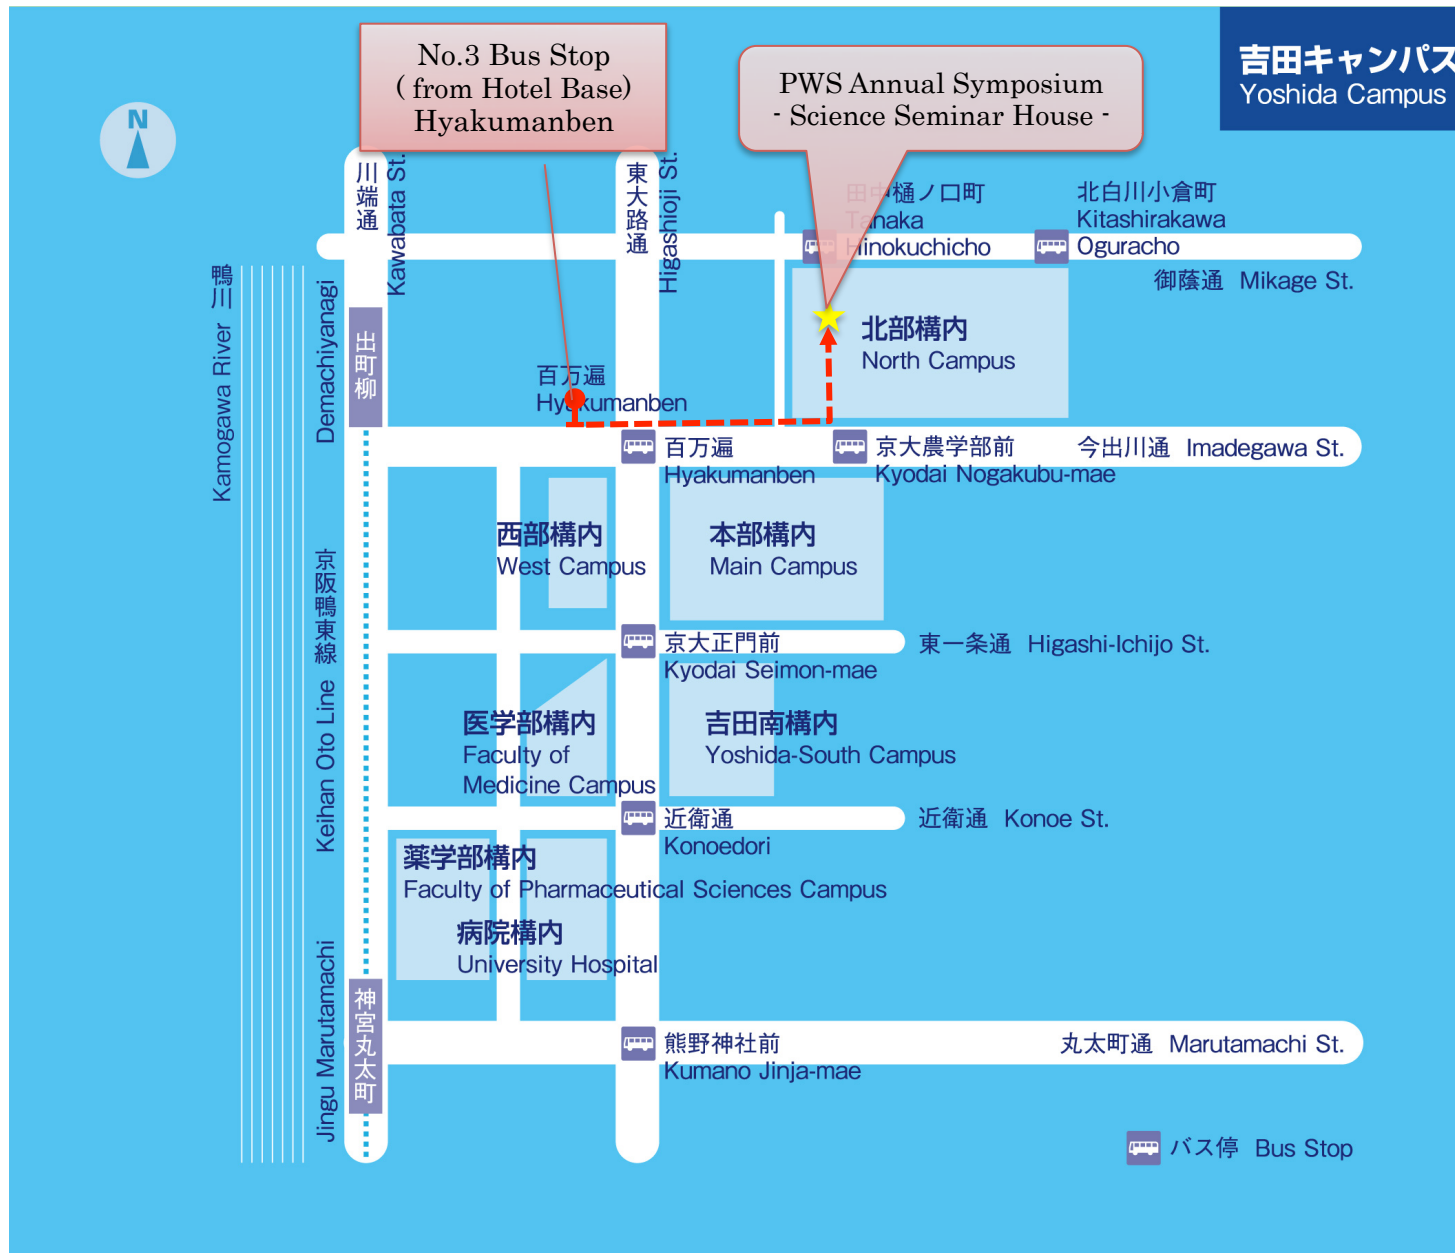 No.3 Bus Stop
( from Hotel Base)
Hyakumanben
PWS Annual Symposium
- Science Seminar House -
吉田キャンパス
Yoshida Campus
N
川端通
Kawabata St.
東大路通
Higashioji St.
田中樋ノ口町
Tanaka
Hinokuchicho
北白川小倉町
Kitashirakawa
Oguracho
御蔭通 Mikage St.
鴨川
Kamogawa River
出町柳
Demachiyanagi
百万遍
Hyakumanben
北部構内
North Campus
百万遍
Hyakumanben
京大農学部前
Kyodai Nogakubu-mae
今出川通 Imadegawa St.
西部構内
West Campus
本部構内
Main Campus
京阪鴨東線
Keihan Oto Line
京大正門前
Kyodai Seimon-mae
東一条通 Higashi-Ichijo St.
医学部構内
Faculty of
Medicine Campus
吉田南構内
Yoshida-South Campus
近衛通
Konoedori
近衛通 Konoe St.
薬学部構内
Faculty of Pharmaceutical Sciences Campus
病院構内
University Hospital
神宮丸太町
Jingu Marutamachi
熊野神社前
Kumano Jinja-mae
丸太町通 Marutamachi St.
バス停 Bus Stop